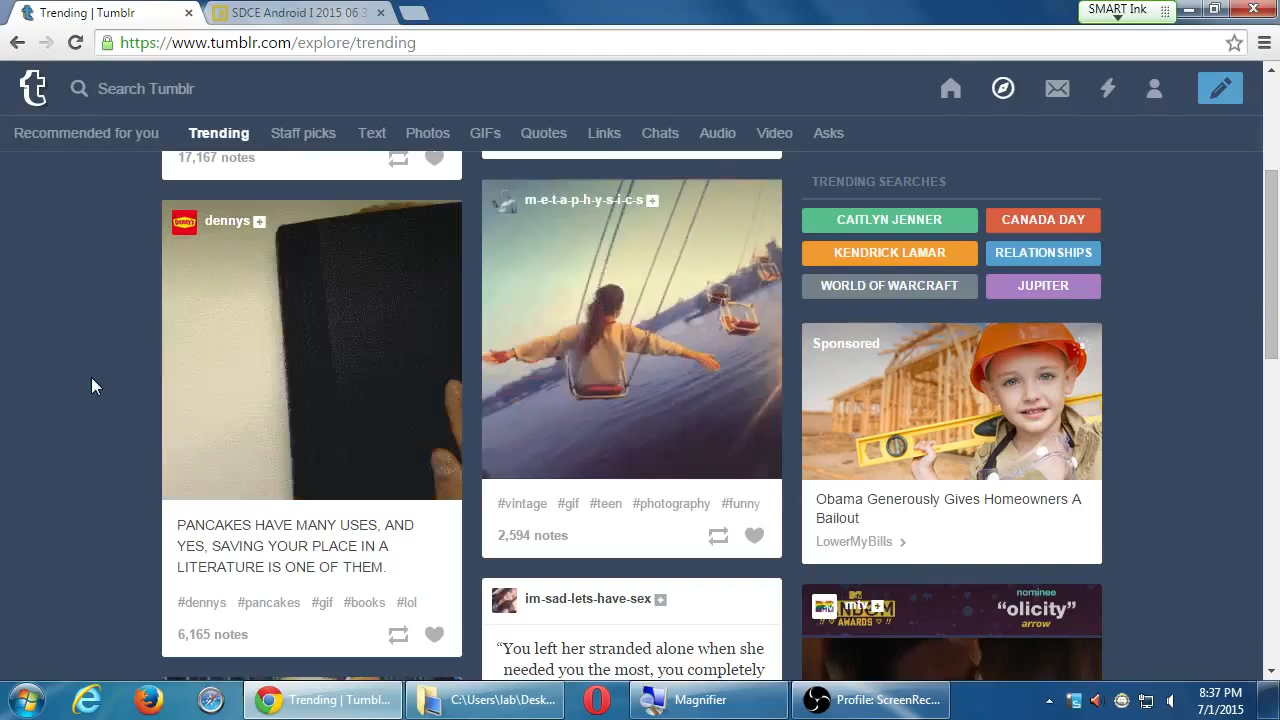 Trending | Tumblr
SDCE Android I 2015 06 3
SMART Ink
https://www.tumblr.com/explore/trending
Search Tumblr
Recommended for you Trending Staff picks Text Photos GIFs Quotes Links Chats Audio Video Asks
17,167 notes
dennys
DENNY'S
PANCAKES HAVE MANY USES, AND
YES, SAVING YOUR PLACE IN A
LITERATURE IS ONE OF THEM.
#dennys #pancakes #gif #books #lol
6,165 notes
m-e-t-a-p-h-y-s-i-c-s
#vintage #gif #teen #photography #funny
2,594 notes
im-sad-lets-have-sex
“You left her stranded alone when she
needed you the most, you completely
TRENDING SEARCHES
CAITLYN JENNER CANADA DAY
KENDRICK LAMAR RELATIONSHIPS
WORLD OF WARCRAFT JUPITER
Sponsored
Obama Generously Gives Homeowners A
Bailout
LowerMyBills
mtv
AWARDS
nominee
“olicity”
arrow
Trending | Tumbl...
C:\Users\lab\Desk...
Magnifier
Profile: ScreenRec...
8:37 PM
7/1/2015